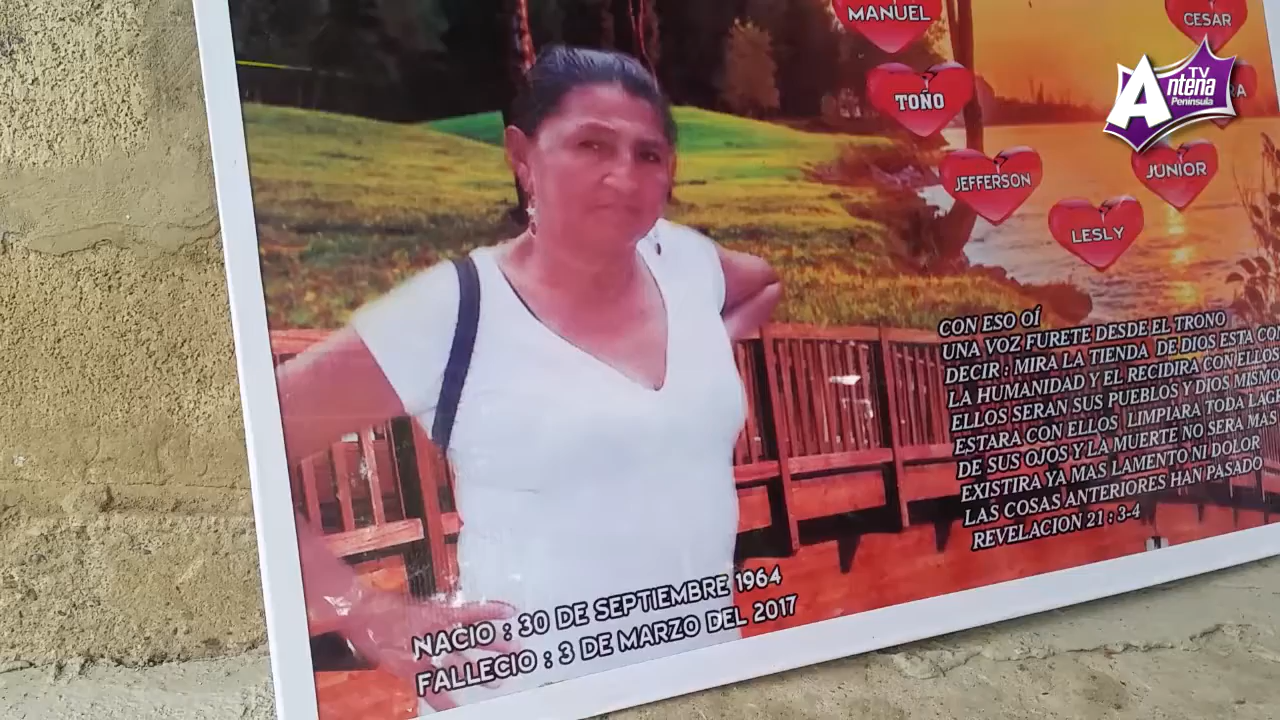 MANUEL
CESAR
TOÑO
RA
JEFFERSON
JUNIOR
LESLY
TV
Antena
Peninsula
CON ESO OÍ
UNA VOZ FURETE DESDE EL TRONO
DECIR : MIRA LA TIENDA DE DIOS ESTA CO
LA HUMANIDAD Y EL RECIDIRA CON ELLOS
ELLOS SERAN SUS PUEBLOS Y DIOS MISMO
ESTARA CON ELLOS LIMPIARA TODA LAGR
DE SUS OJOS Y LA MUERTE NO SERA MAS
EXISTIRA YA MAS LAMENTO NI DOLOR
LAS COSAS ANTERIORES HAN PASADO
REVELACION 21 : 3-4
NACIO : 30 DE SEPTIEMBRE 1964
FALLECIO : 3 DE MARZO DEL 2017